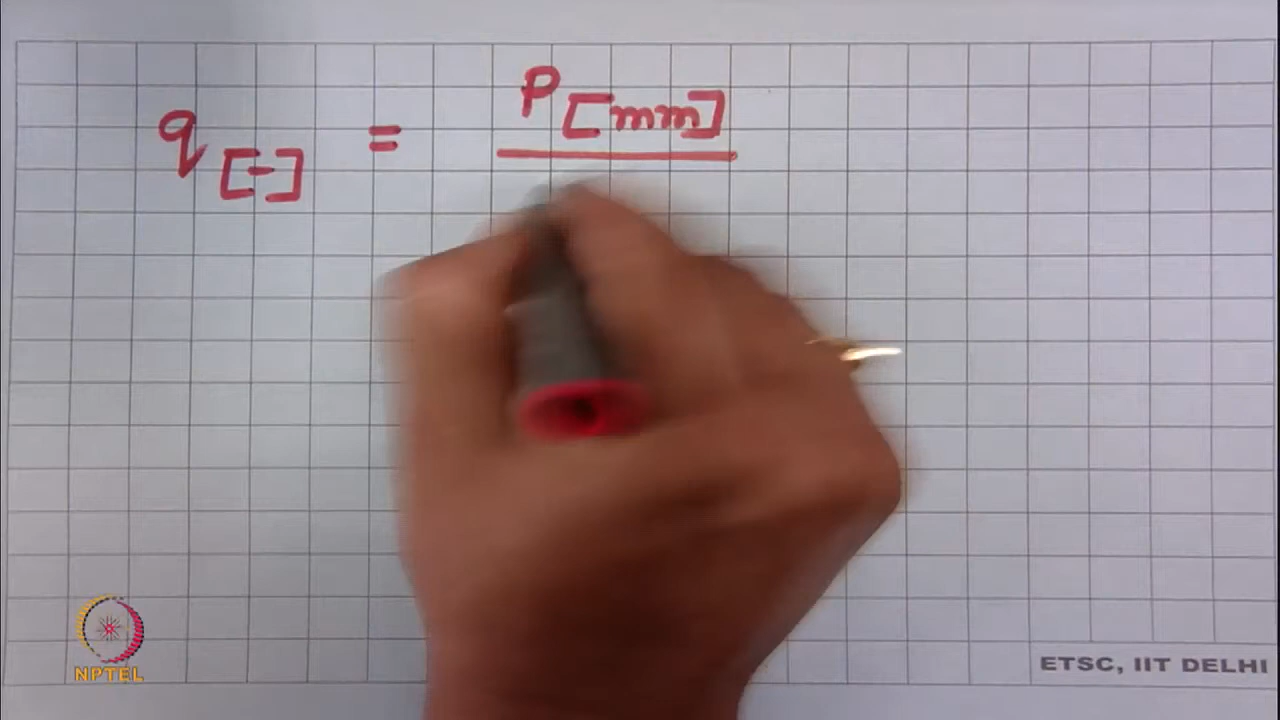 q [-] = P [mm]
NPTEL
ETSC, IIT DELHI